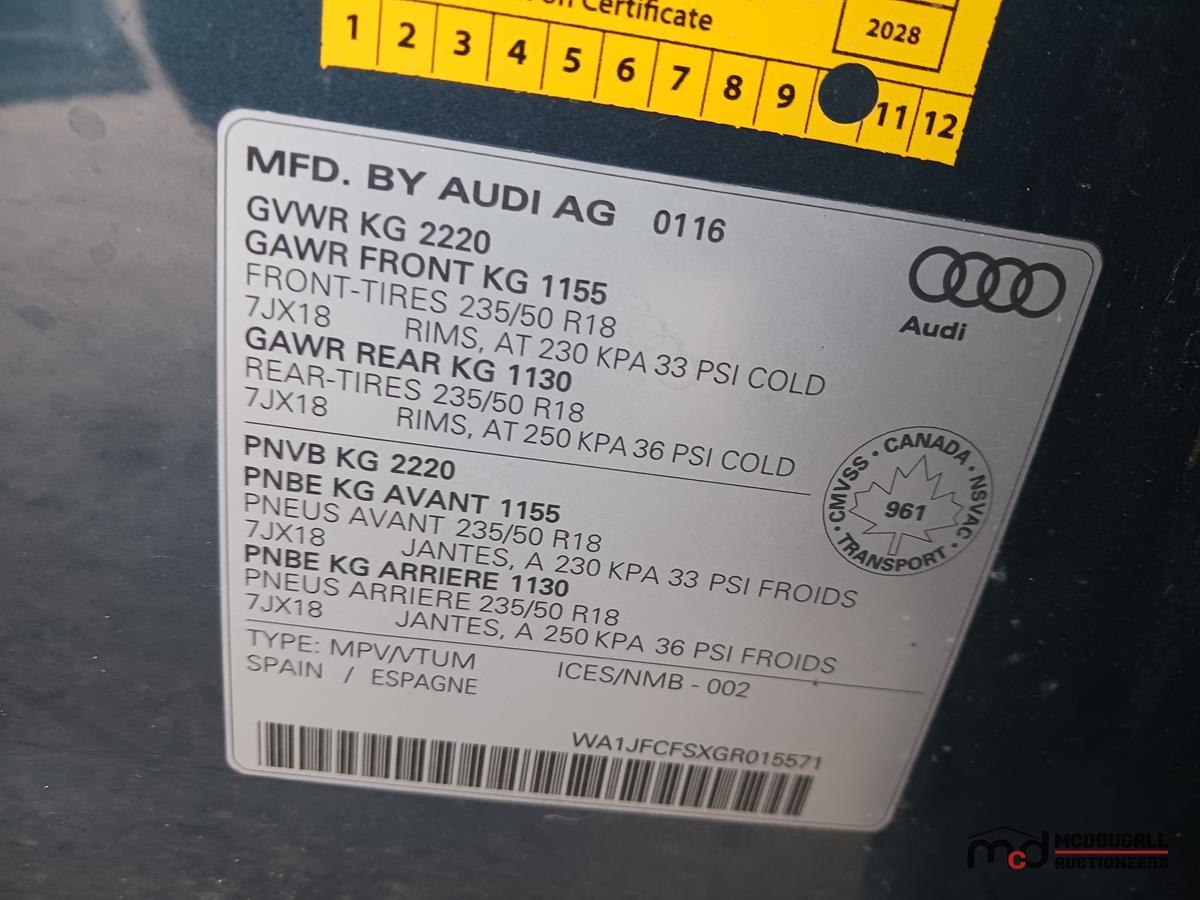 on Certificate
2028
1 2 3 4 5 6 7 8 9 11 12
MFD. BY AUDI AG 0116
GVWR KG 2220
GAWR FRONT KG 1155
FRONT-TIRES 235/50 R18
7JX18 RIMS, AT 230 KPA 33 PSI COLD
GAWR REAR KG 1130
REAR-TIRES 235/50 R18
7JX18 RIMS, AT 250 KPA 36 PSI COLD
Audi
PNVB KG 2220
PNBE KG AVANT 1155
PNEUS AVANT 235/50 R18
7JX18 JANTES, A 230 KPA 33 PSI FROIDS
PNBE KG ARRIERE 1130
PNEUS ARRIERE 235/50 R18
7JX18 JANTES, A 250 KPA 36 PSI FROIDS
CMVSS · CANADA · NSVAC · TRANSPORT ·
961
TYPE: MPV/VTUM ICES/NMB - 002
SPAIN / ESPAGNE
WA1JFCFSXGR015571
mcd MCDOUGALL
AUCTIONEERS